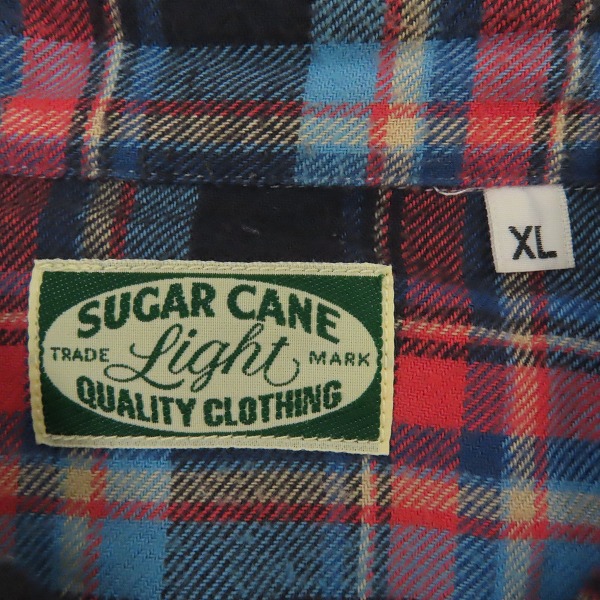 XL
SUGAR CANE
TRADE Light MARK
QUALITY CLOTHING